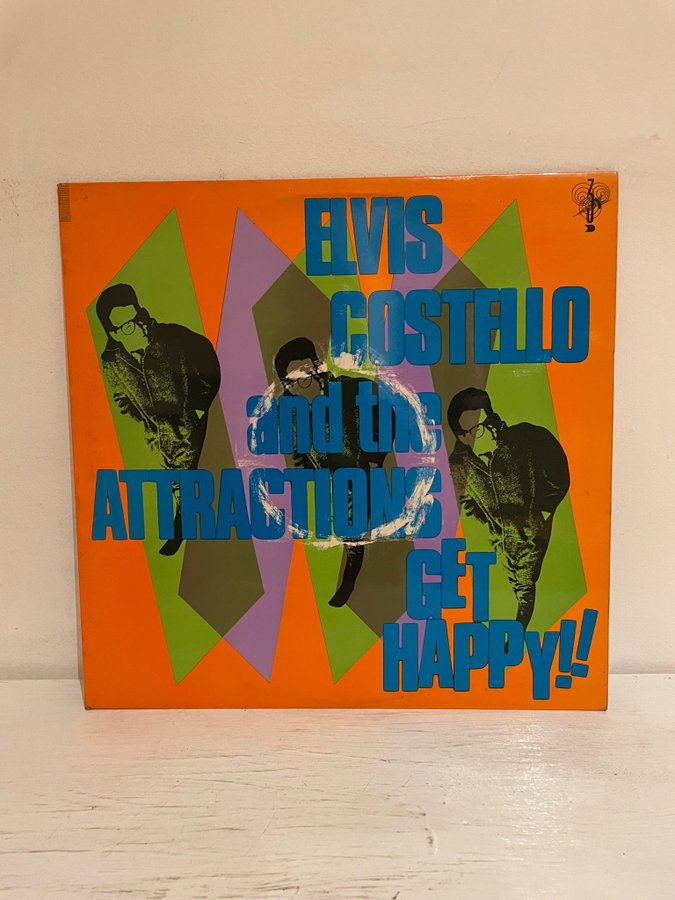 ELVIS
COSTELLO
and the
ATTRACTIONS
GET
HAPPY!!